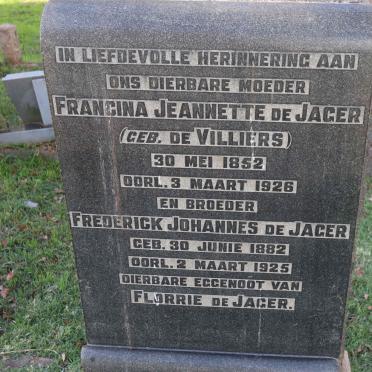 IN LIEFDEVOLLE HERINNERING AAN
ONS DIERBARE MOEDER
FRANCINA JEANNETTE DE JAGER
(GEB. DE VILLIERS)
30 MEI 1852
OORL. 3 MAART 1926
EN BROEDER
FREDERICK JOHANNES DE JAGER
GEB. 30 JUNIE 1882
OORL. 2 MAART 1925
DIERBARE EGGENOOT VAN
FLORRIE DE JAGER.